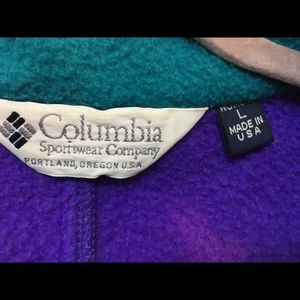 Columbia
Sportswear Company
PORTLAND, OREGON U.S.A.
L
MADE IN
USA